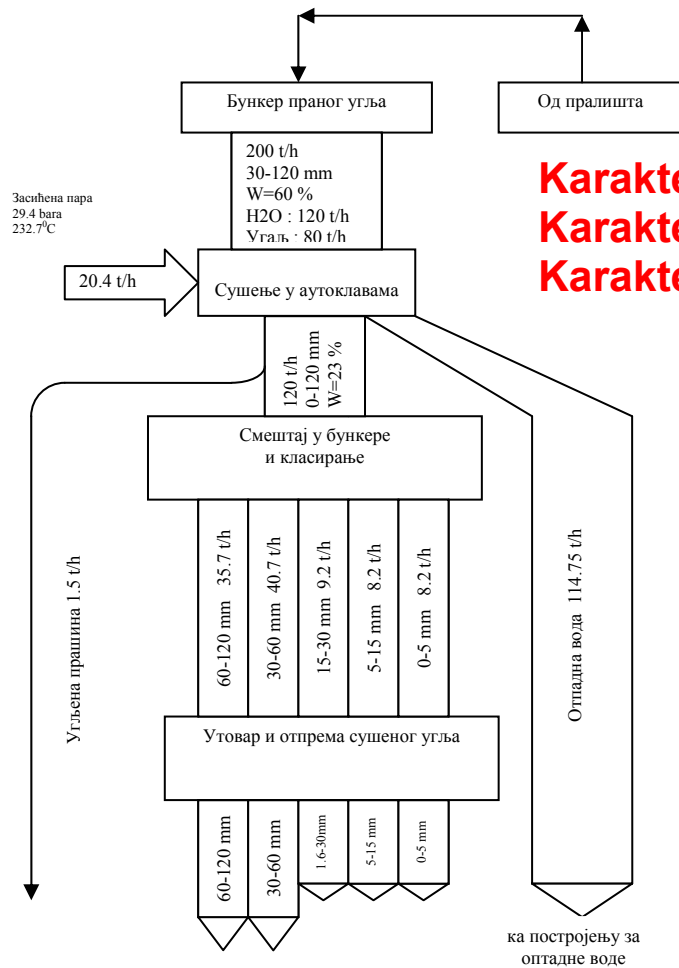 Бункер праног угља
Од пралишта
200 t/h
30-120 mm
W=60 %
H2O : 120 t/h
Угаљ : 80 t/h
Karakte
Karakte
Karakte
Засићена пара
29.4 bara
232.7⁰C
20.4 t/h
Сушење у аутоклавама
120 t/h
0-120 mm
W=23 %
Смештај у бункере
и класирање
Угљена прашина 1.5 t/h
60-120 mm 35.7 t/h
30-60 mm 40.7 t/h
15-30 mm 9.2 t/h
5-15 mm 8.2 t/h
0-5 mm 8.2 t/h
Отпадна вода 114.75 t/h
Утовар и отпрема сушеног угља
60-120 mm
30-60 mm
1.6-30mm
5-15 mm
0-5 mm
ка постројењу за
оптадне воде